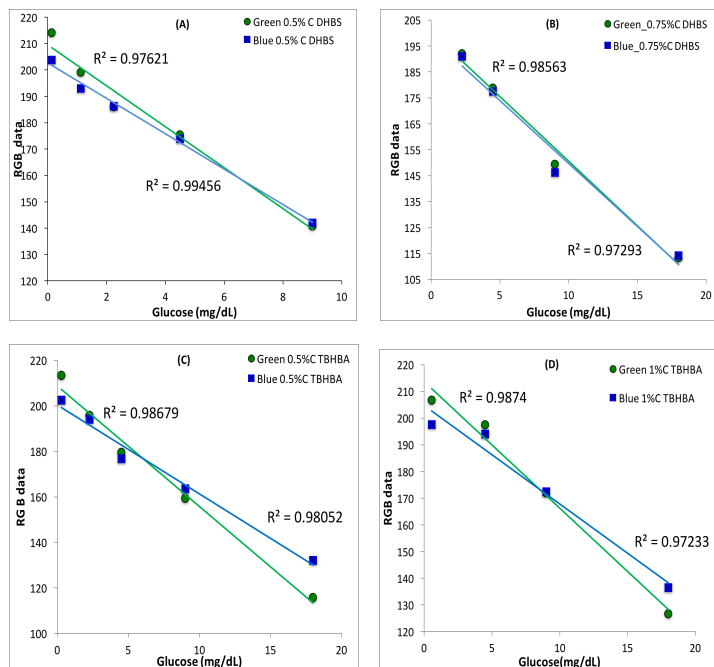 (A)
Green 0.5% C DHBS
Blue 0.5% C DHBS
R² = 0.97621
R² = 0.99456
RGB data
220
210
200
190
180
170
160
150
140
130
120
0 2 4 6 8 10
Glucose (mg/dL)
(B)
Green_0.75%C DHBS
Blue_0.75%C DHBS
R² = 0.98563
R² = 0.97293
RGB data
205
195
185
175
165
155
145
135
125
115
105
0 5 10 15 20
Glucose (mg/dL)
(C)
Green 0.5%C TBHBA
Blue 0.5%C TBHBA
R² = 0.98679
R² = 0.98052
RG B data
220
200
180
160
140
120
100
0 5 10 15 20
Glucose(mg/dL)
(D)
Green 1%C TBHBA
Blue 1%C TBHBA
R² = 0.9874
R² = 0.97233
RGB data
220
210
200
190
180
170
160
150
140
130
120
0 5 10 15 20
Glucose(mg/dL)